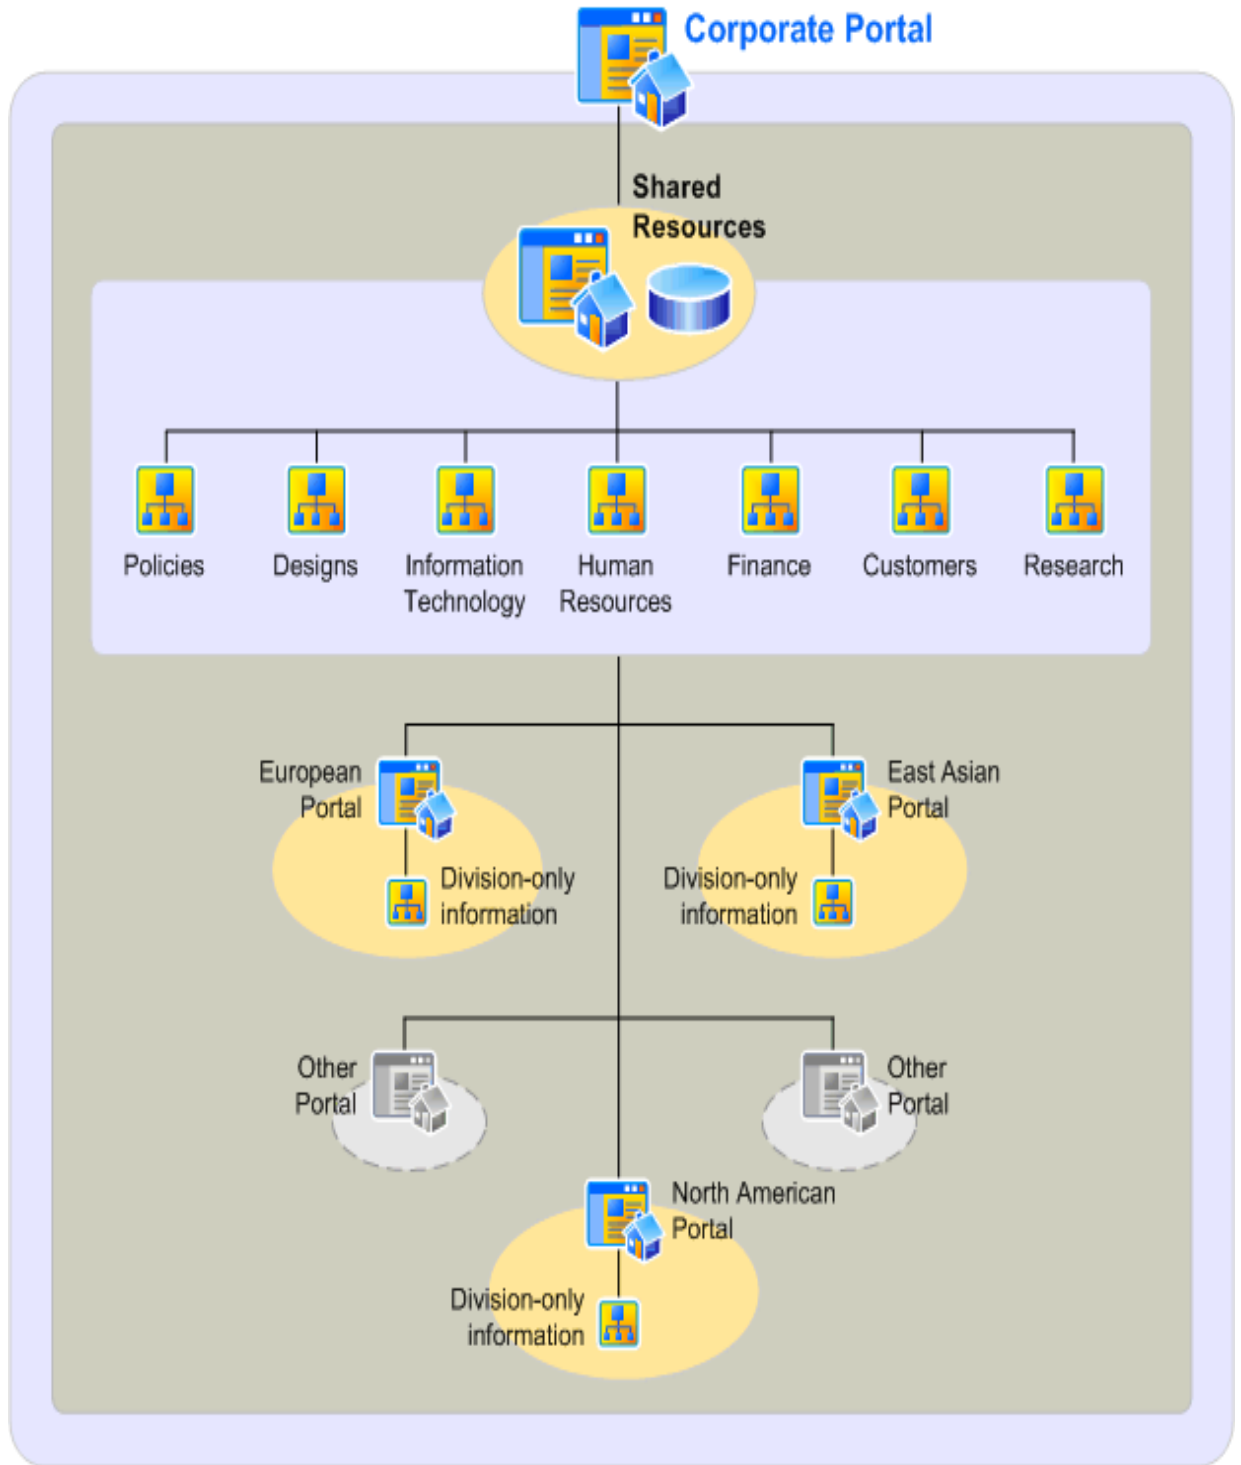 Corporate Portal
Shared
Resources
Policies
Designs
Information
Technology
Human
Resources
Finance
Customers
Research
European
Portal
East Asian
Portal
Division-only
information
Division-only
information
Other
Portal
Other
Portal
North American
Portal
Division-only
information